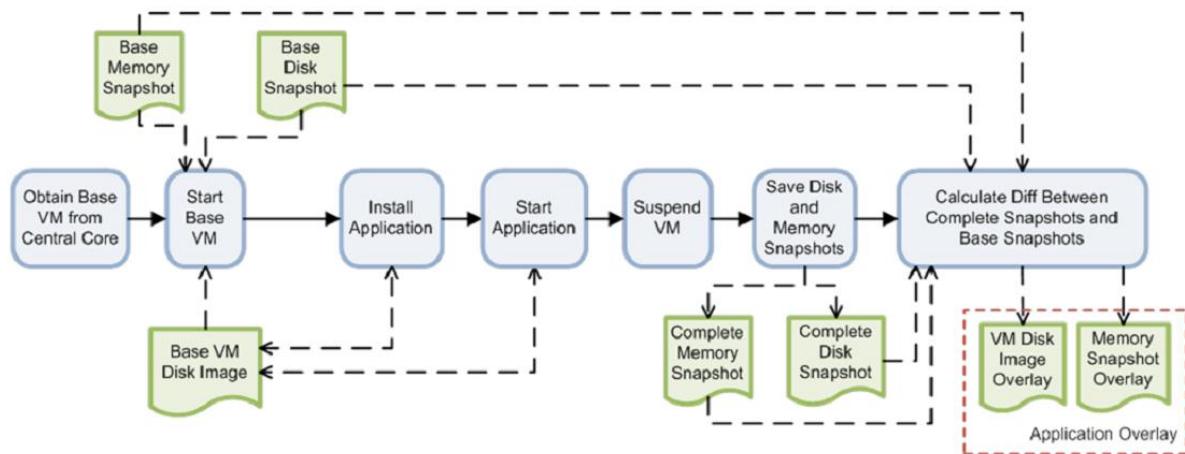 Base
Memory
Snapshot
Base
Disk
Snapshot
Obtain Base
VM from
Central Core
Start
Base
VM
Install
Application
Start
Application
Suspend
VM
Save Disk
and
Memory
Snapshots
Calculate Diff Between
Complete Snapshots and
Base Snapshots
Base VM
Disk Image
Complete
Memory
Snapshot
Complete
Disk
Snapshot
VM Disk
Image
Overlay
Memory
Snapshot
Overlay
Application Overlay